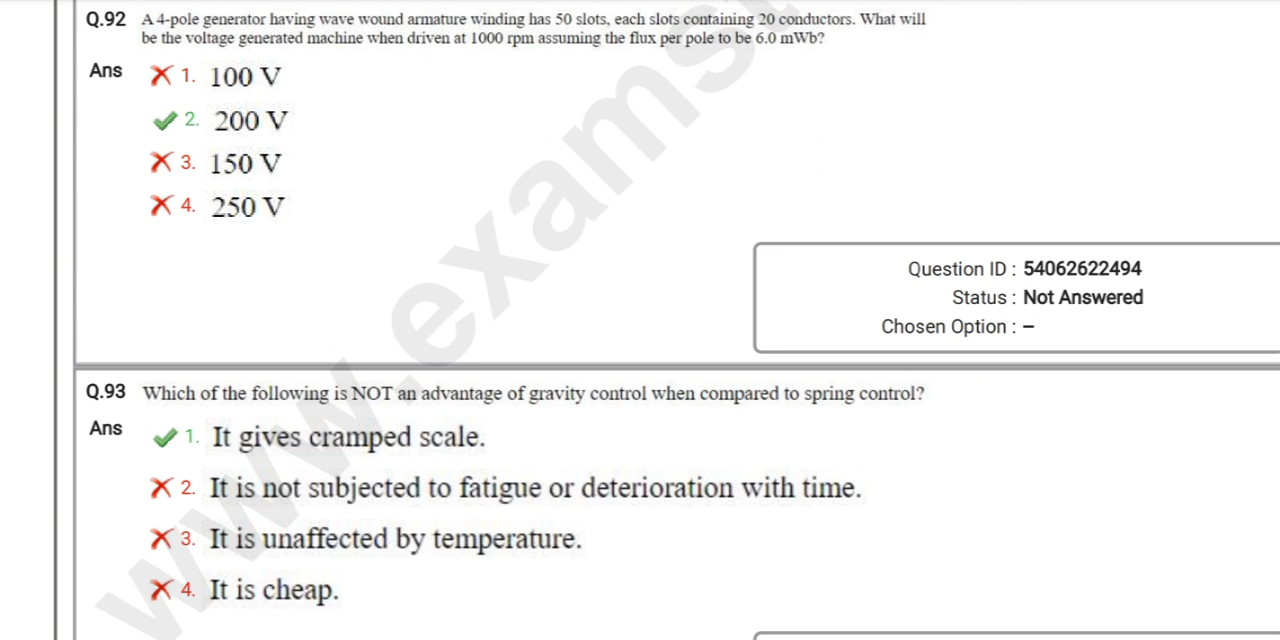 Q.92 A 4-pole generator having wave wound armature winding has 50 slots, each slots containing 20 conductors. What will
be the voltage generated machine when driven at 1000 rpm assuming the flux per pole to be 6.0 mWb?
Ans 1. 100 V
2. 200 V
3. 150 V
4. 250 V
Question ID : 54062622494
Status : Not Answered
Chosen Option : –
Q.93 Which of the following is NOT an advantage of gravity control when compared to spring control?
Ans 1. It gives cramped scale.
2. It is not subjected to fatigue or deterioration with time.
3. It is unaffected by temperature.
4. It is cheap.
www.examst